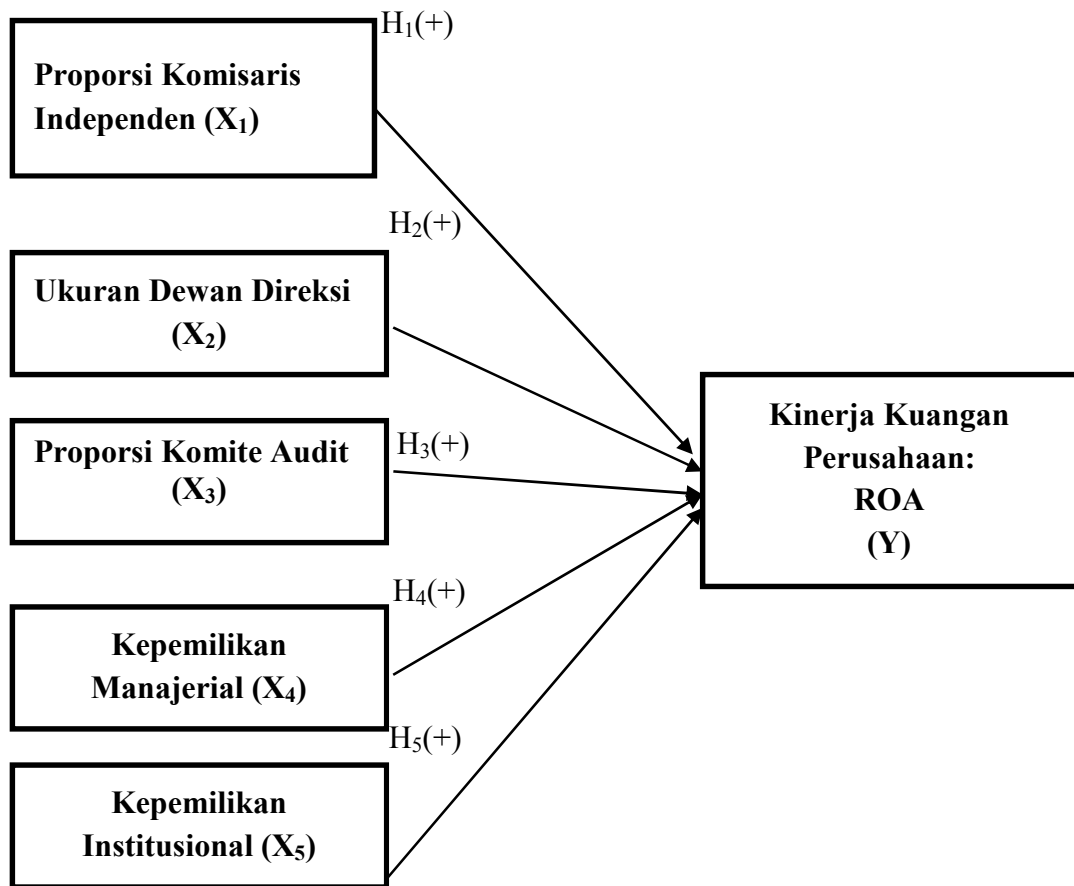 H₁(+)
Proporsi Komisaris
Independen (X₁)
H₂(+)
Ukuran Dewan Direksi
(X₂)
H₃(+)
Proporsi Komite Audit
(X₃)
H₄(+)
Kepemilikan
Manajerial (X₄)
H₅(+)
Kepemilikan
Institusional (X₅)
Kinerja Kuangan
Perusahaan:
ROA
(Y)